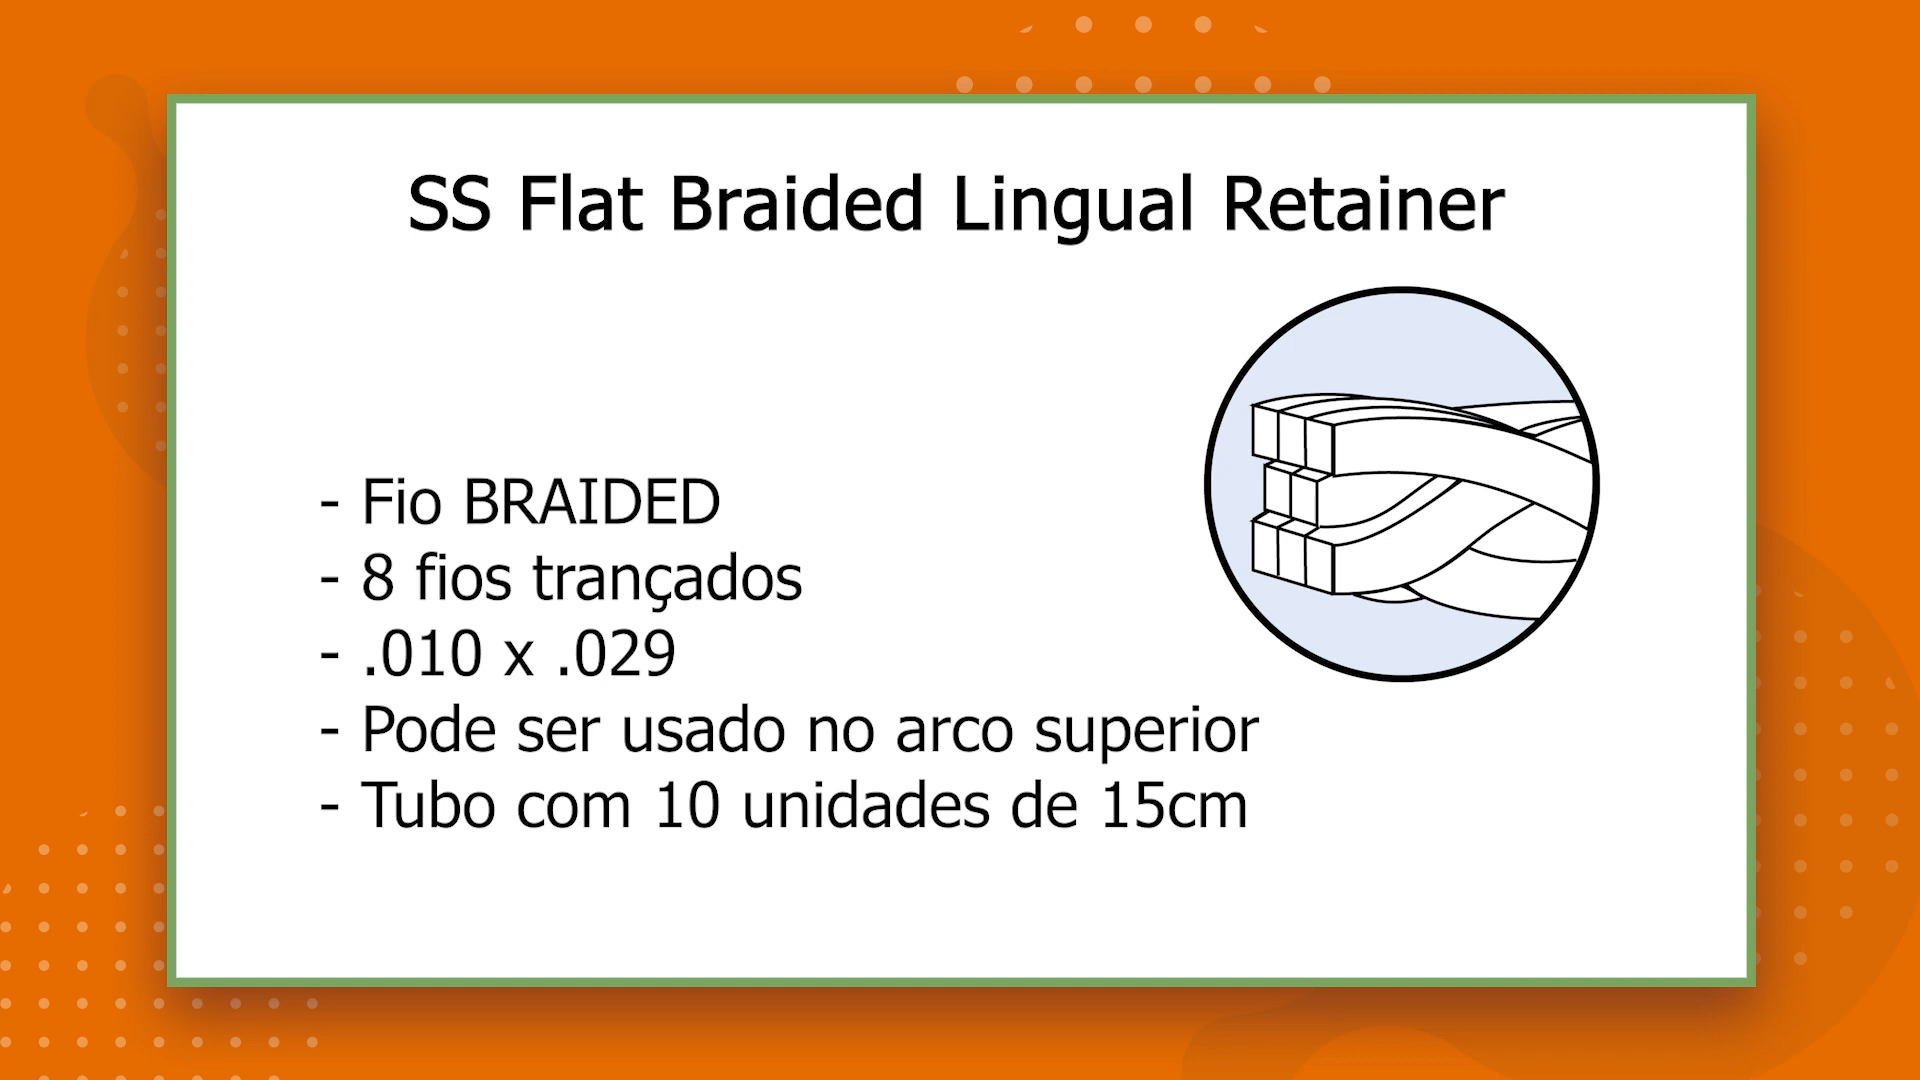 SS Flat Braided Lingual Retainer
- Fio BRAIDED
- 8 fios trançados
- .010 x .029
- Pode ser usado no arco superior
- Tubo com 10 unidades de 15cm